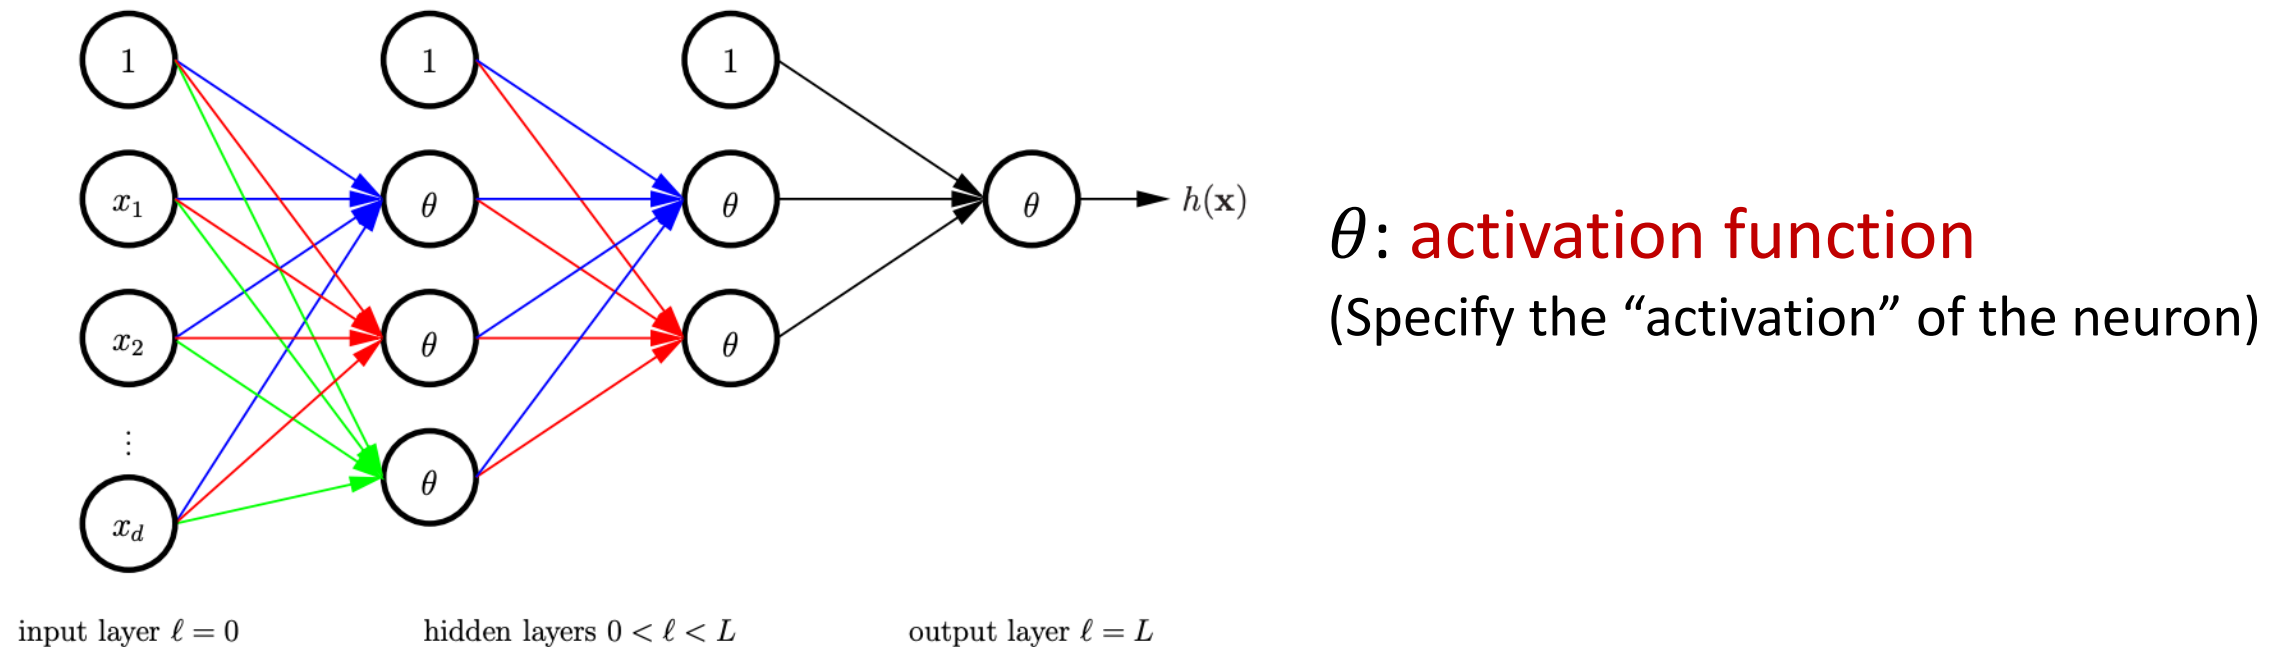 1
1
1
x₁
θ
θ
θ
h(𝐱)
x₂
θ
θ
⋮
x_d
θ
θ: activation function
(Specify the “activation” of the neuron)
input layer ℓ = 0
hidden layers 0 < ℓ < L
output layer ℓ = L